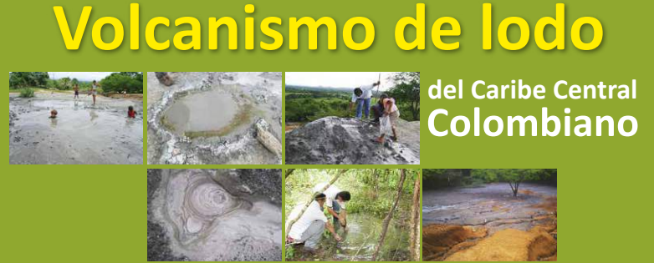 Volcanismo de lodo
del Caribe Central
Colombiano